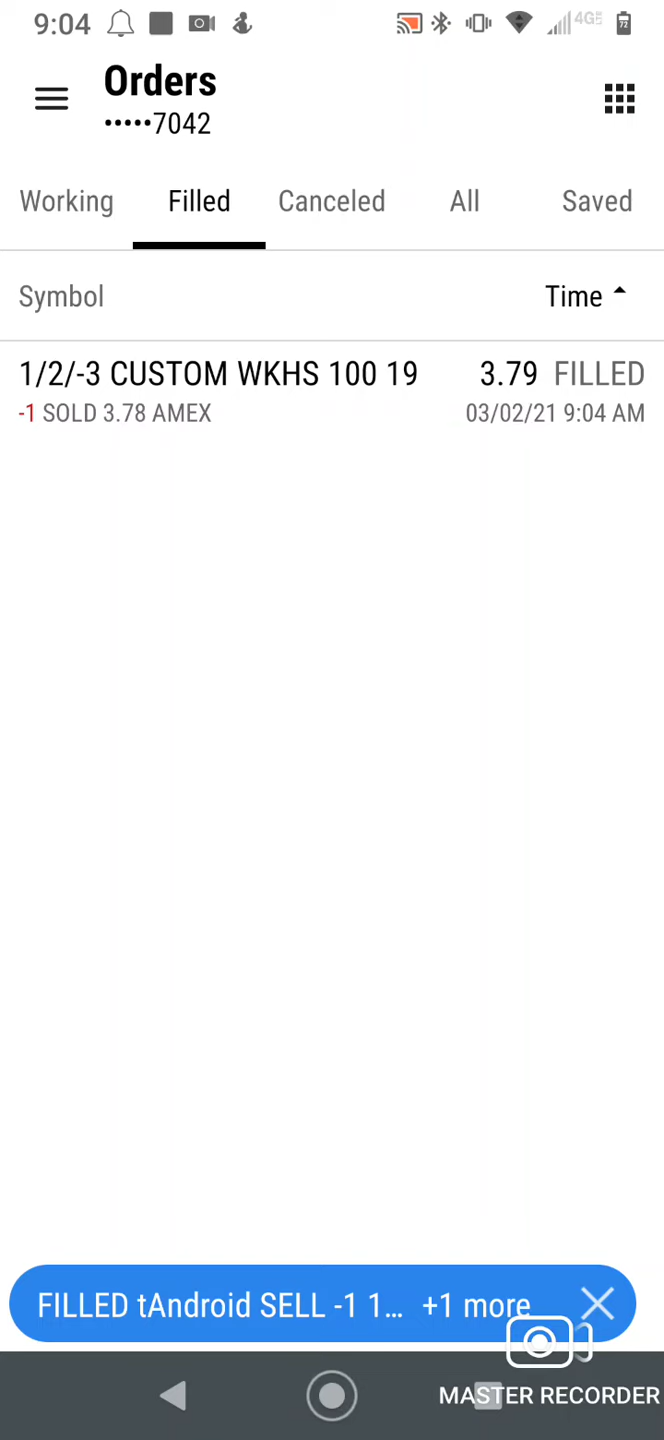 9:04 4GE 72
Orders
•••••7042
Working Filled Canceled All Saved
Symbol Time
1/2/-3 CUSTOM WKHS 100 19 3.79 FILLED
-1 SOLD 3.78 AMEX 03/02/21 9:04 AM
FILLED tAndroid SELL -1 1... +1 more
MASTER RECORDER